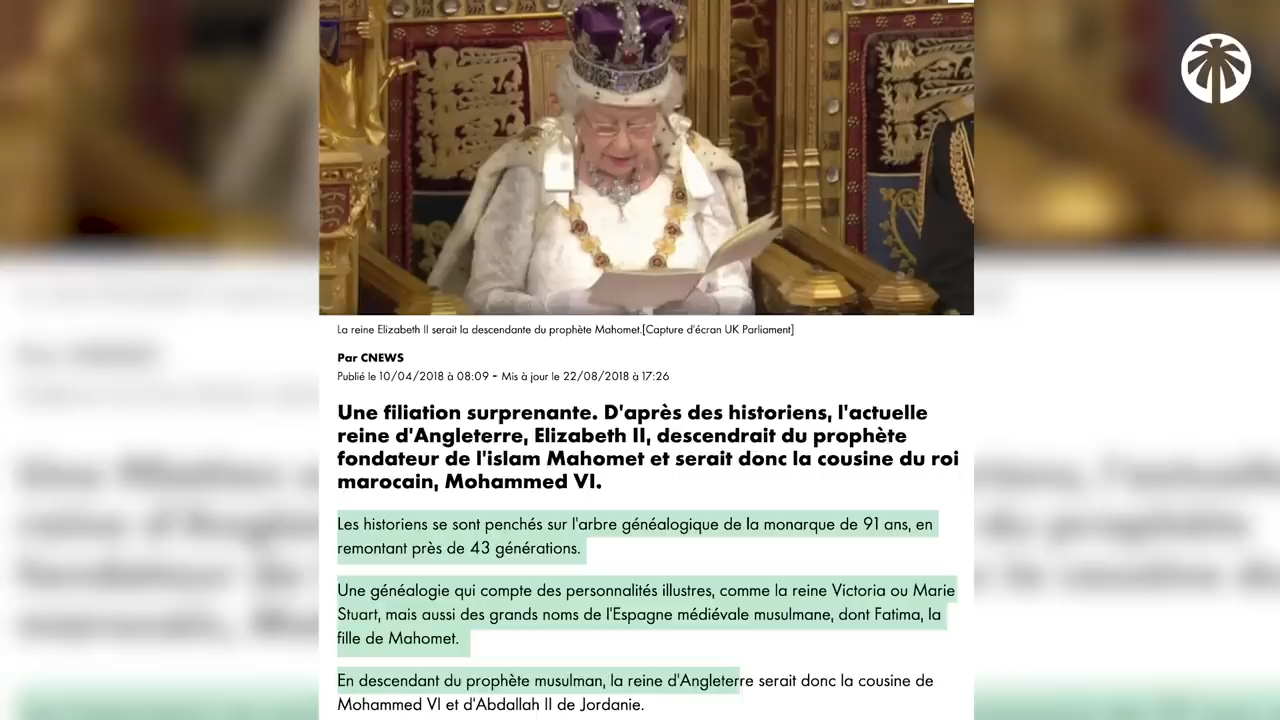 La reine Elizabeth II serait la descendante du prophète Mahomet.[Capture d'écran UK Parliament]
Par CNEWS
Publié le 10/04/2018 à 08:09 - Mis à jour le 22/08/2018 à 17:26
Une filiation surprenante. D'après des historiens, l'actuelle
reine d'Angleterre, Elizabeth II, descendrait du prophète
fondateur de l'islam Mahomet et serait donc la cousine du roi
marocain, Mohammed VI.
Les historiens se sont penchés sur l'arbre généalogique de la monarque de 91 ans, en
remontant près de 43 générations.
Une généalogie qui compte des personnalités illustres, comme la reine Victoria ou Marie
Stuart, mais aussi des grands noms de l'Espagne médiévale musulmane, dont Fatima, la
fille de Mahomet.
En descendant du prophète musulman, la reine d'Angleterre serait donc la cousine de
Mohammed VI et d'Abdallah II de Jordanie.